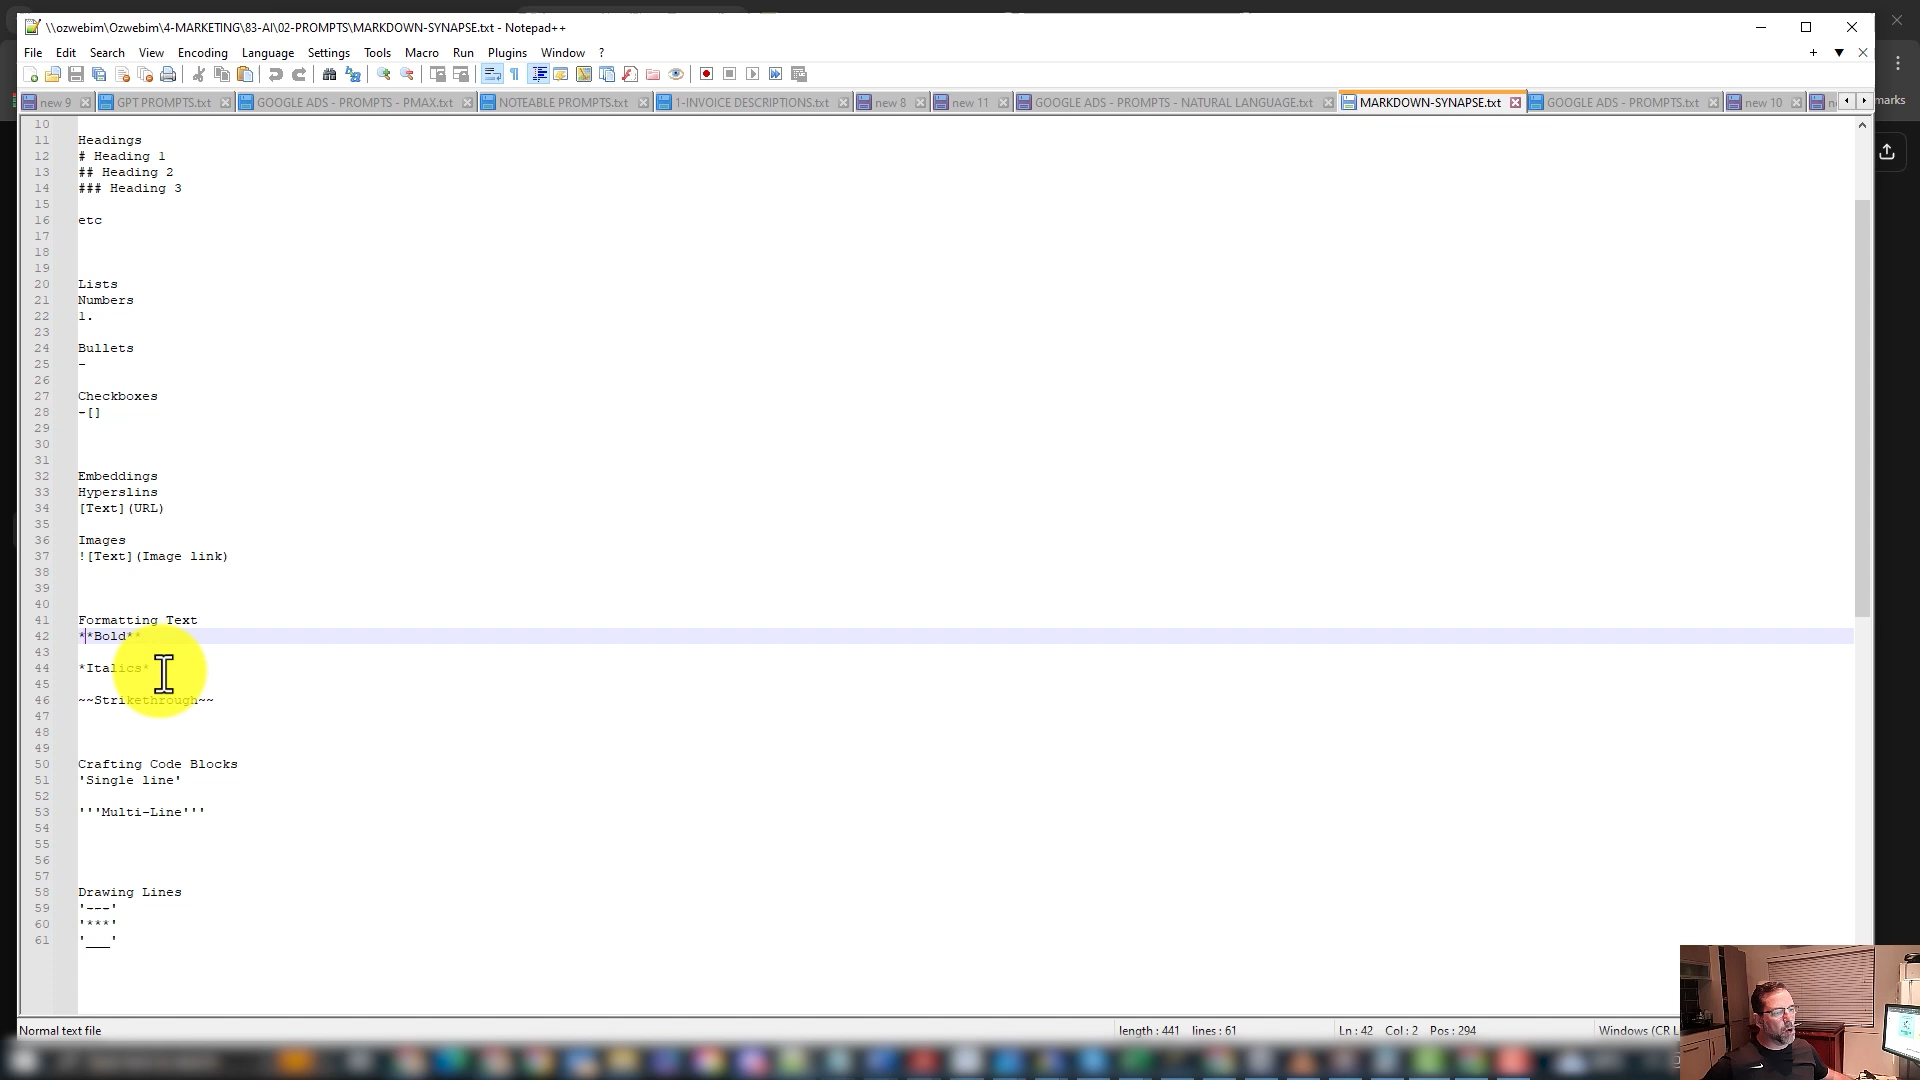 \\ozwebim\Ozwebim\4-MARKETING\83-AI\02-PROMPTS\MARKDOWN-SYNAPSE.txt - Notepad++
File Edit Search View Encoding Language Settings Tools Macro Run Plugins Window ?
new 9 GPT PROMPTS.txt GOOGLE ADS - PROMPTS - PMAX.txt NOTEABLE PROMPTS.txt 1-INVOICE DESCRIPTIONS.txt new 8 new 11 GOOGLE ADS - PROMPTS - NATURAL LANGUAGE.txt MARKDOWN-SYNAPSE.txt GOOGLE ADS - PROMPTS.txt new 10 marks
10
11 Headings
12 # Heading 1
13 ## Heading 2
14 ### Heading 3
15
16 etc
17
18
19
20 Lists
21 Numbers
22 1.
23
24 Bullets
25 -
26
27 Checkboxes
28 -[]
29
30
31
32 Embeddings
33 Hyperslins
34 [Text](URL)
35
36 Images
37 ![Text](Image link)
38
39
40
41 Formatting Text
42 **Bold**
43
44 *Italics*
45
46 ~~Strikethrough~~
47
48
49
50 Crafting Code Blocks
51 'Single line'
52
53 '''Multi-Line'''
54
55
56
57
58 Drawing Lines
59 '---'
60 '***'
61 '___'
Normal text file length : 441 lines : 61 Ln : 42 Col : 2 Pos : 294 Windows (CR L